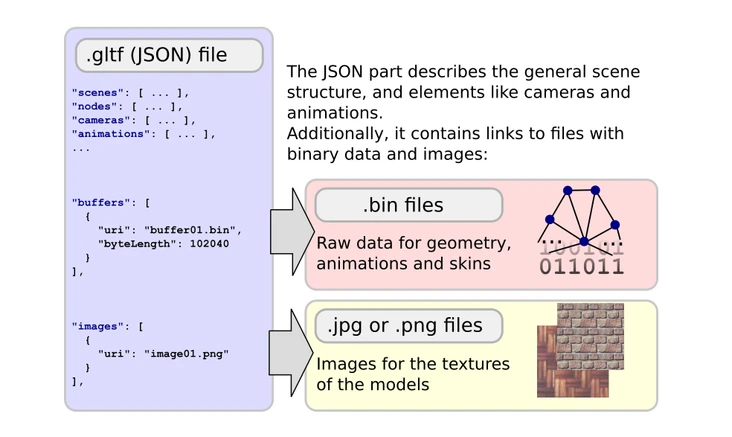 .gltf (JSON) file
"scenes": [ ... ],
"nodes": [ ... ],
"cameras": [ ... ],
"animations": [ ... ],
...
"buffers": [
{
"uri": "buffer01.bin",
"byteLength": 102040
}
],
"images": [
{
"uri": "image01.png"
}
],
The JSON part describes the general scene
structure, and elements like cameras and
animations.
Additionally, it contains links to files with
binary data and images:
.bin files
Raw data for geometry,
animations and skins
... 100101 ...
011011
.jpg or .png files
Images for the textures
of the models